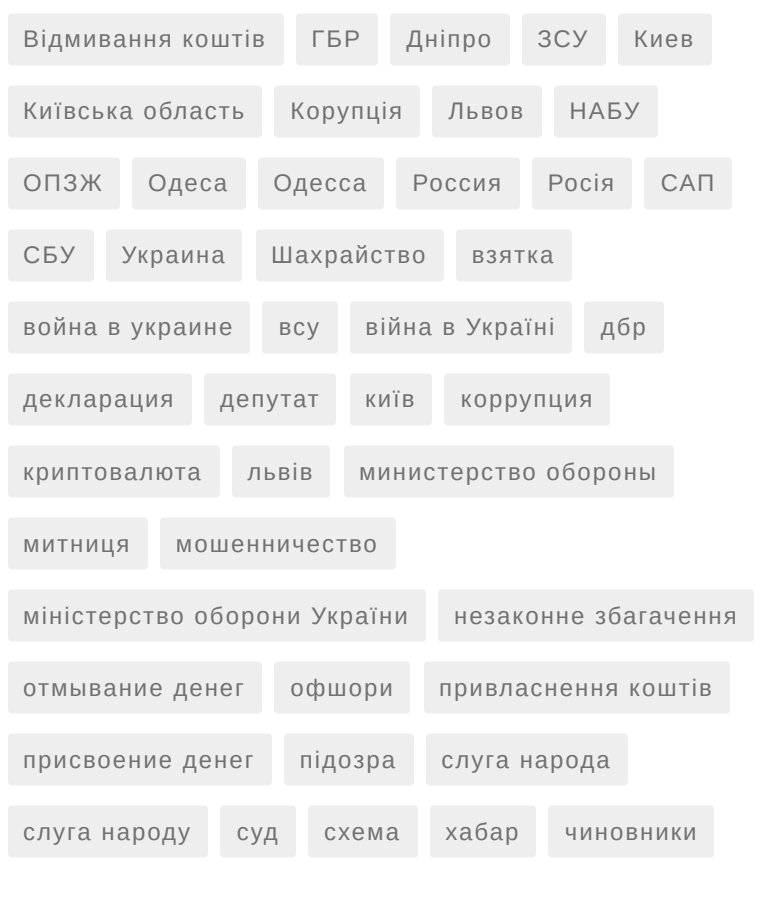 Відмивання коштів ГБР Дніпро ЗСУ Киев
Київська область Корупція Львов НАБУ
ОПЗЖ Одеса Одесса Россия Росія САП
СБУ Украина Шахрайство взятка
война в украине всу війна в Україні дбр
декларация депутат київ коррупция
криптовалюта львів министерство обороны
митниця мошенничество
міністерство оборони України незаконне збагачення
отмывание денег офшори привласнення коштів
присвоение денег підозра слуга народа
слуга народу суд схема хабар чиновники